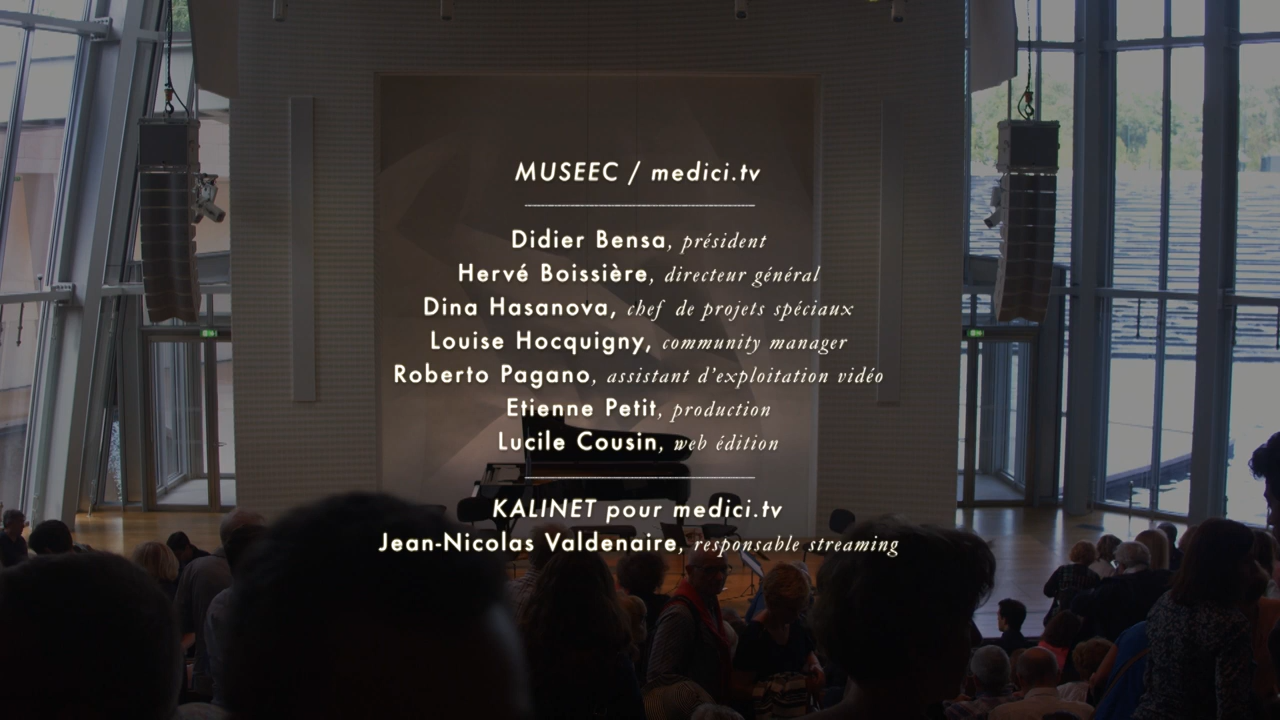 MUSEEC / medici.tv
Didier Bensa, président
Hervé Boissière, directeur général
Dina Hasanova, chef de projets spéciaux
Louise Hocquigny, community manager
Roberto Pagano, assistant d'exploitation vidéo
Etienne Petit, production
Lucile Cousin, web édition
KALINET pour medici.tv
Jean-Nicolas Valdenaire, responsable streaming